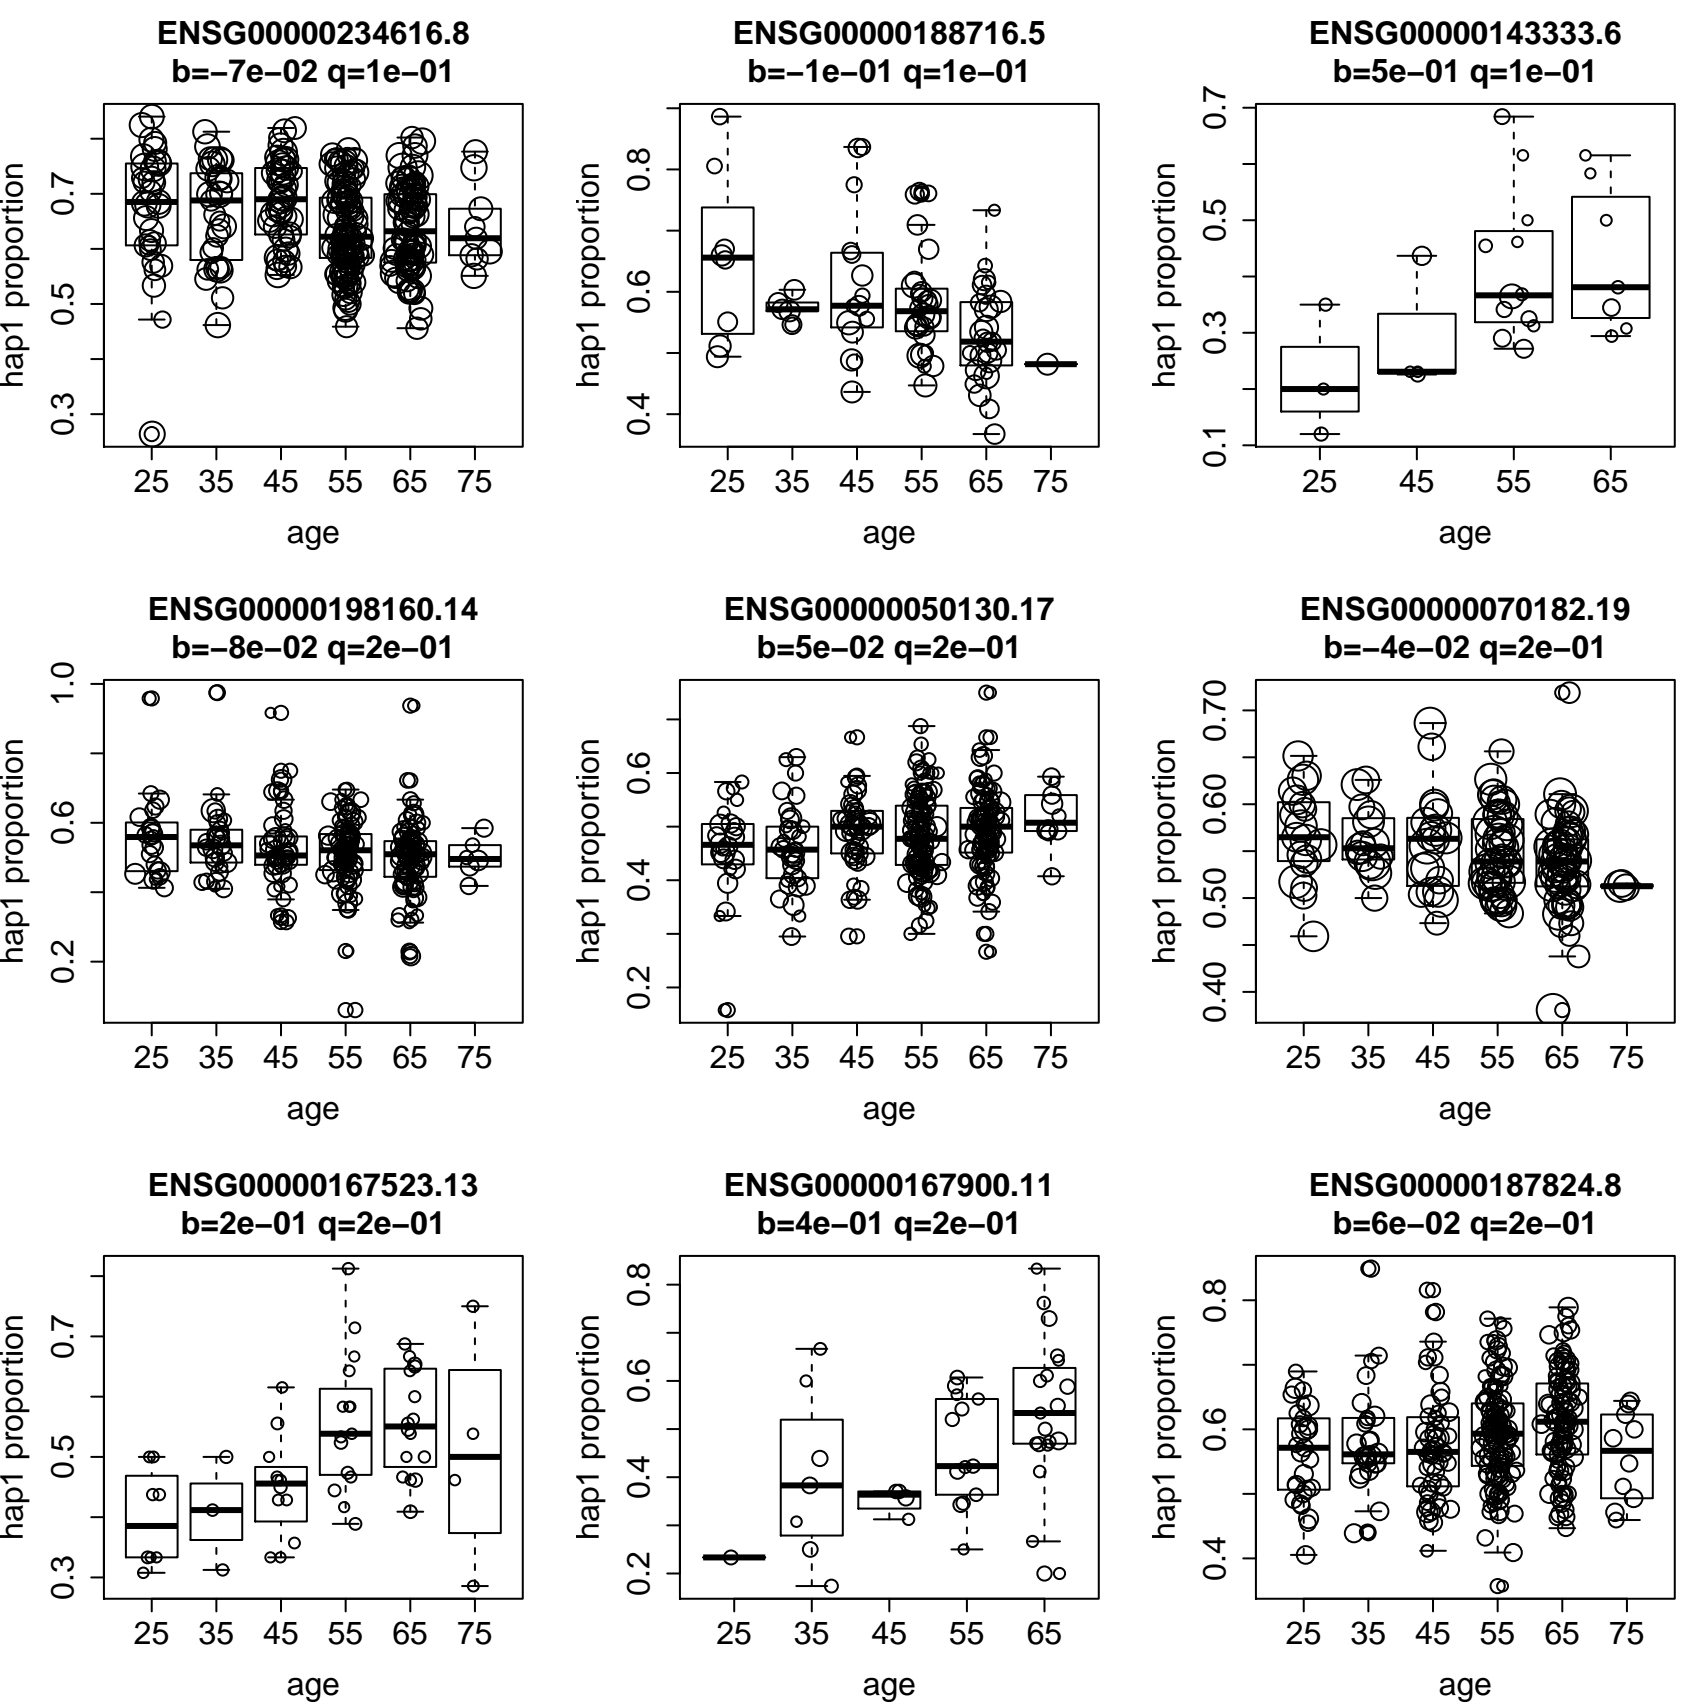 ENSG00000234616.8
b=−7e−02 q=1e−01
hap1 proportion
0.3 0.5 0.7
25 35 45 55 65 75
age
ENSG00000188716.5
b=−1e−01 q=1e−01
hap1 proportion
0.4 0.6 0.8
25 35 45 55 65 75
age
ENSG00000143333.6
b=5e−01 q=1e−01
hap1 proportion
0.1 0.3 0.5 0.7
25 45 55 65
age
ENSG00000198160.14
b=−8e−02 q=2e−01
hap1 proportion
0.2 0.6 1.0
25 35 45 55 65 75
age
ENSG00000050130.17
b=5e−02 q=2e−01
hap1 proportion
0.2 0.4 0.6
25 35 45 55 65 75
age
ENSG00000070182.19
b=−4e−02 q=2e−01
hap1 proportion
0.40 0.50 0.60 0.70
25 35 45 55 65 75
age
ENSG00000167523.13
b=2e−01 q=2e−01
hap1 proportion
0.3 0.5 0.7
25 35 45 55 65 75
age
ENSG00000167900.11
b=4e−01 q=2e−01
hap1 proportion
0.2 0.4 0.6 0.8
25 35 45 55 65
age
ENSG00000187824.8
b=6e−02 q=2e−01
hap1 proportion
0.4 0.6 0.8
25 35 45 55 65 75
age